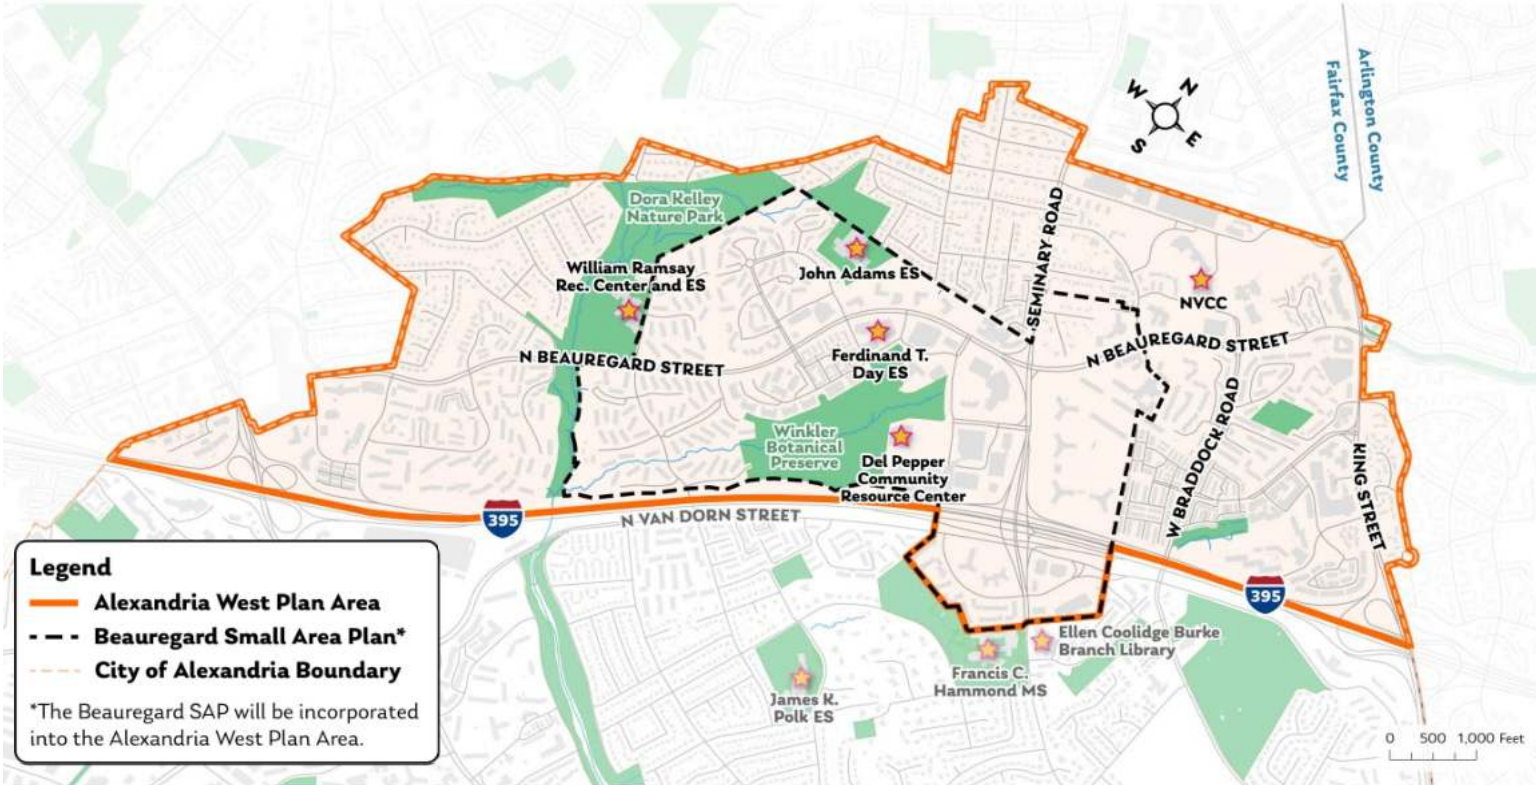 Arlington County
Fairfax County
W
N
S
E
Dora Kelley
Nature Park
SEMINARY ROAD
William Ramsay
Rec. Center and ES
John Adams ES
NVCC
N BEAUREGARD STREET
N BEAUREGARD STREET
Ferdinand T.
Day ES
W BRADDOCK ROAD
KING STREET
Winkler
Botanical
Preserve
Del Pepper
Community
Resource Center
395
N VAN DORN STREET
395
Ellen Coolidge Burke
Branch Library
Francis C.
Hammond MS
James K.
Polk ES
Legend
Alexandria West Plan Area
Beauregard Small Area Plan*
City of Alexandria Boundary
*The Beauregard SAP will be incorporated
into the Alexandria West Plan Area.
0 500 1,000 Feet